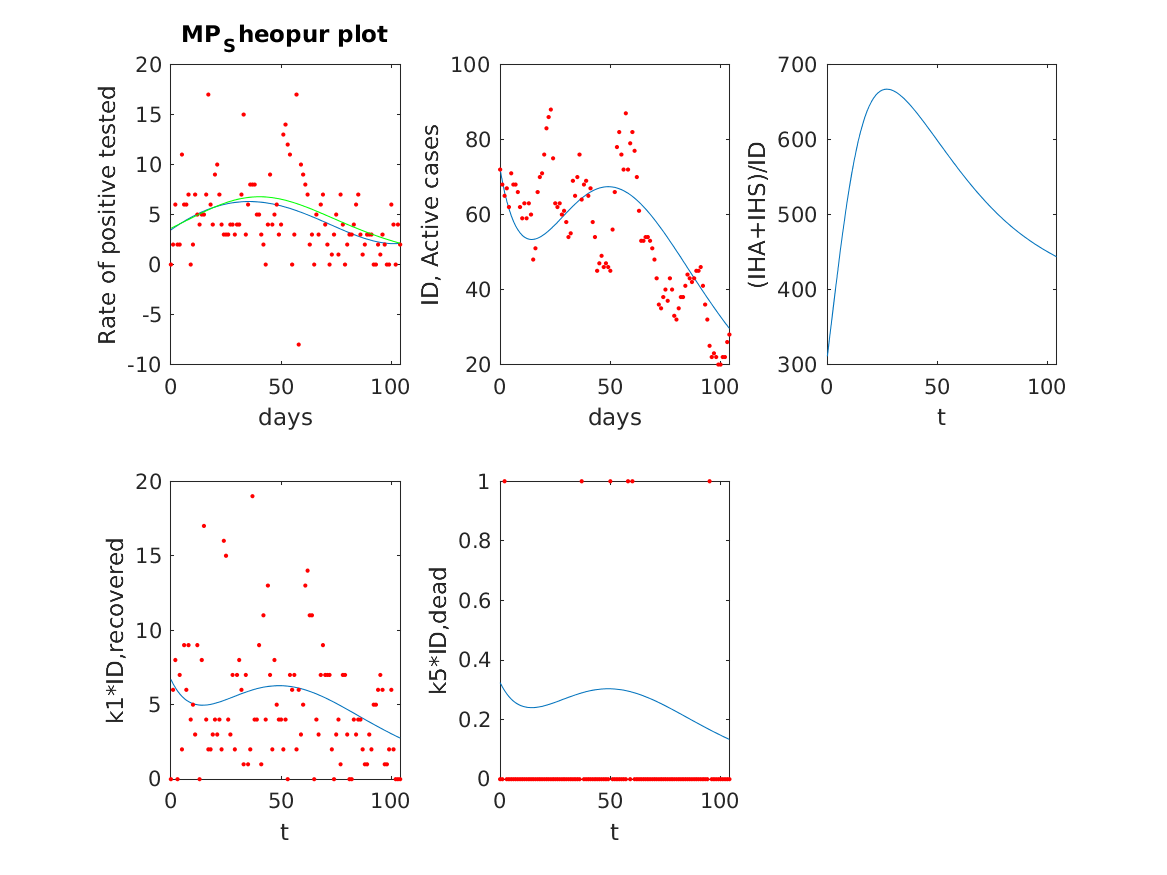 MP_Sheopur plot
20
15
10
5
0
-5
-10
Rate of positive tested
0 50 100
days
100
80
60
40
20
ID, Active cases
0 50 100
days
700
600
500
400
300
(IHA+IHS)/ID
0 50 100
t
20
15
10
5
0
k1*ID,recovered
0 50 100
t
1
0.8
0.6
0.4
0.2
0
k5*ID,dead
0 50 100
t